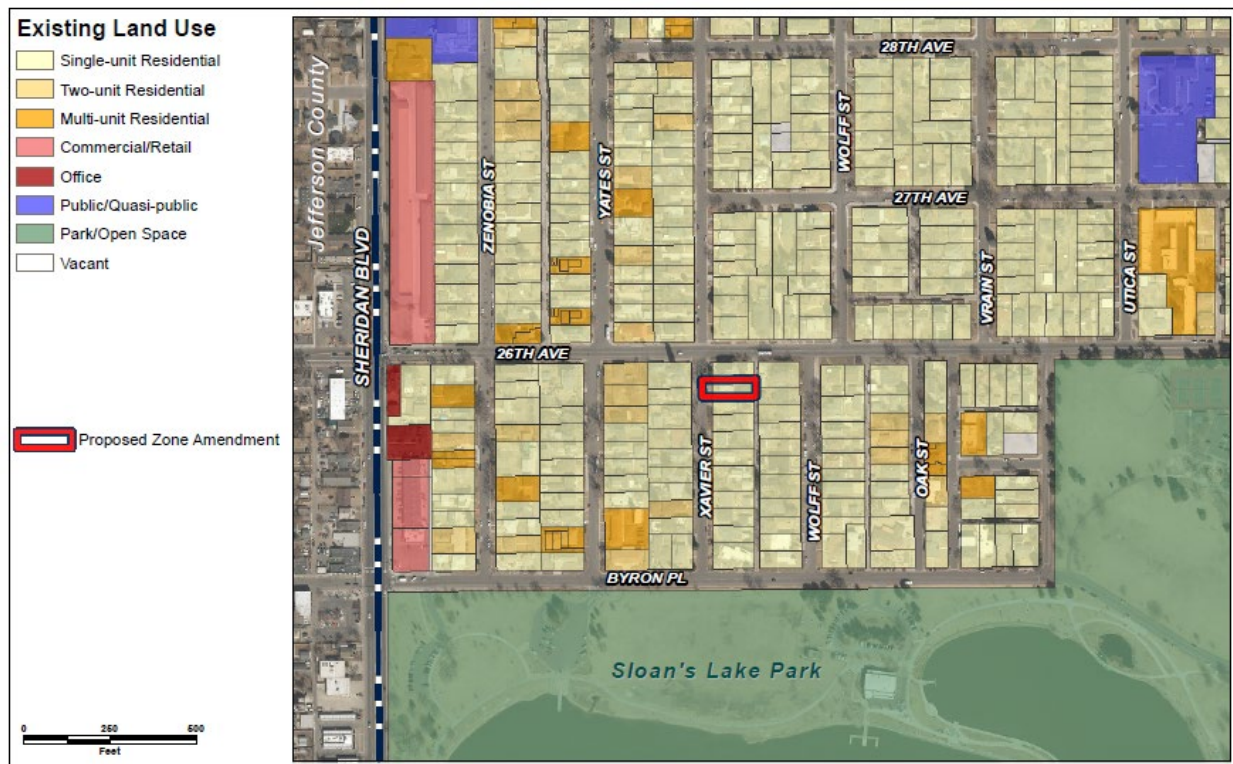 Existing Land Use
Single-unit Residential
Two-unit Residential
Multi-unit Residential
Commercial/Retail
Office
Public/Quasi-public
Park/Open Space
Vacant
Proposed Zone Amendment
0 250 500
Feet
Jefferson County
SHERIDAN BLVD
28TH AVE
ZENOBIA ST
YATES ST
WOLFF ST
27TH AVE
VRAIN ST
UTICA ST
26TH AVE
XAVIER ST
WOLFF ST
OAK ST
BYRON PL
Sloan's Lake Park